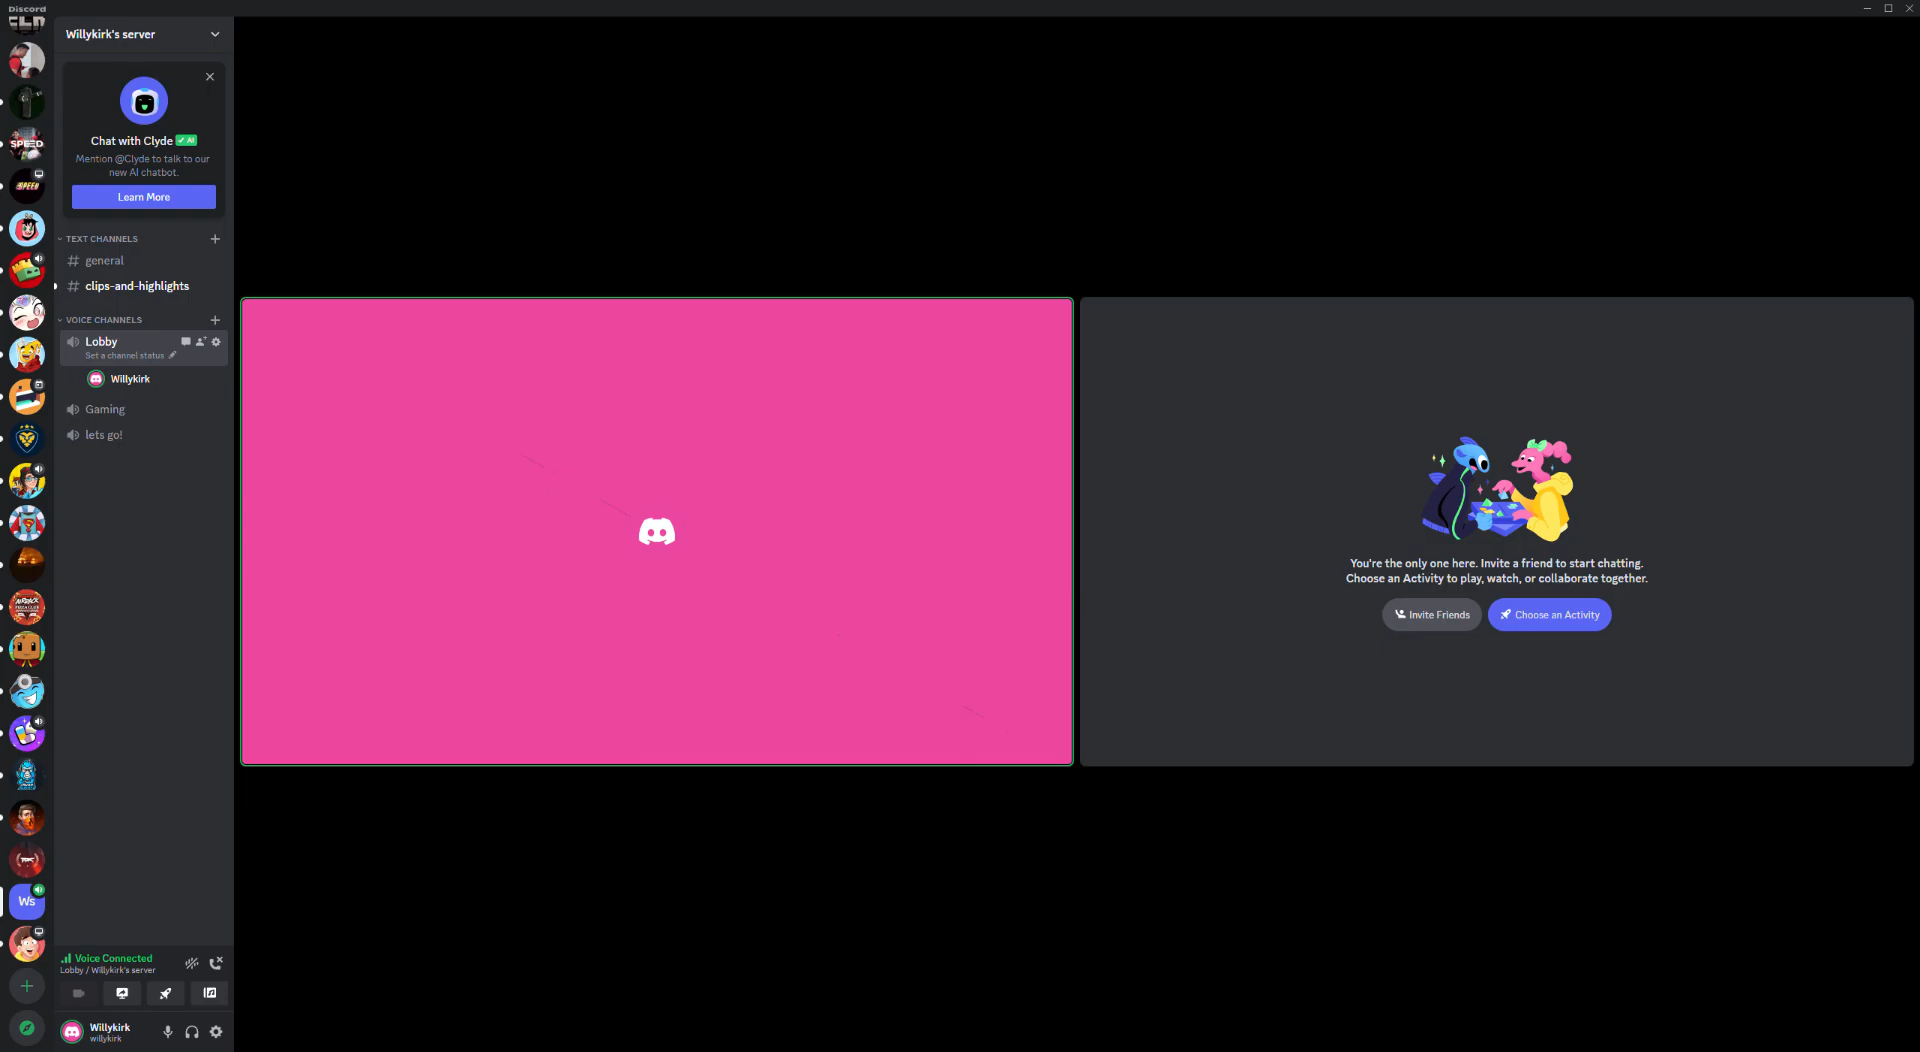 Discord
Willykirk's server
Chat with Clyde ✓ AI
Mention @Clyde to talk to our
new AI chatbot.
Learn More
TEXT CHANNELS
general
clips-and-highlights
VOICE CHANNELS
Lobby
Set a channel status
Willykirk
Gaming
lets go!
SPEED
SPEED
Ws
Voice Connected
Lobby / Willykirk's server
Willykirk
willykirk
You're the only one here. Invite a friend to start chatting.
Choose an Activity to play, watch, or collaborate together.
Invite Friends
Choose an Activity